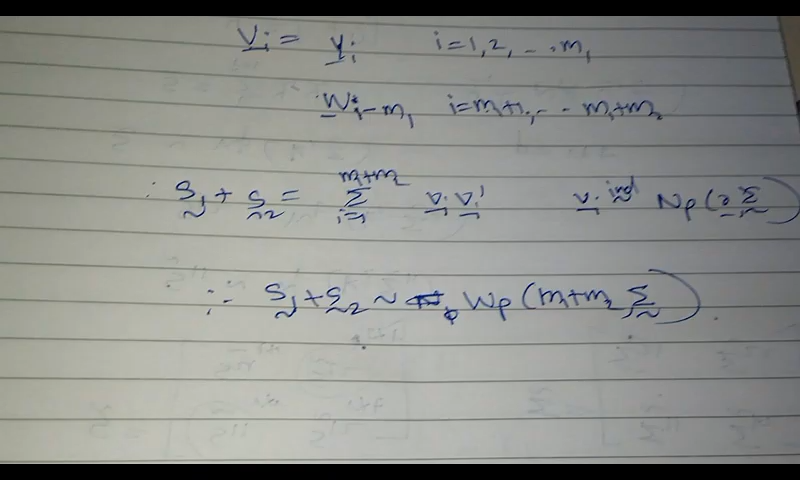 V_i = y_i i=1,2, - - . m_1
W_{i-m_1} i=m_1+1, - - m_1+m_2
∴ S_1 + S_2 = Σ_{i=1}^{m_1+m_2} v_i v_i' v_i ind ~ N_p(0, Σ)
∴ S_1 + S_2 ~ W_p (m_1+m_2, Σ)